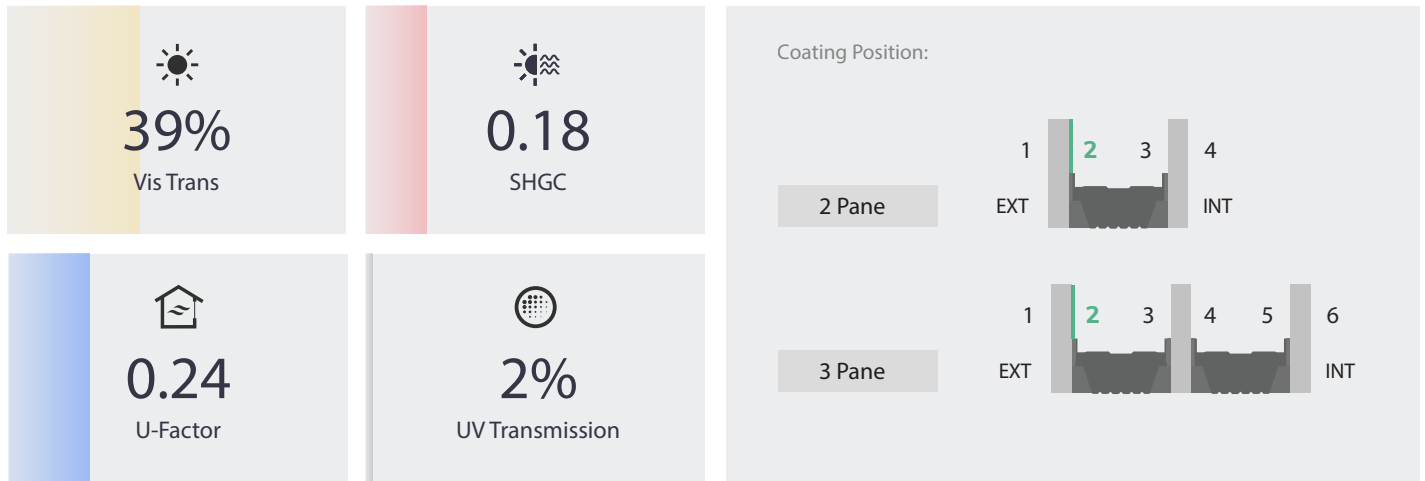 39%
Vis Trans
0.18
SHGC
0.24
U-Factor
2%
UV Transmission
Coating Position:
1 2 3 4
2 Pane EXT INT
1 2 3 4 5 6
3 Pane EXT INT